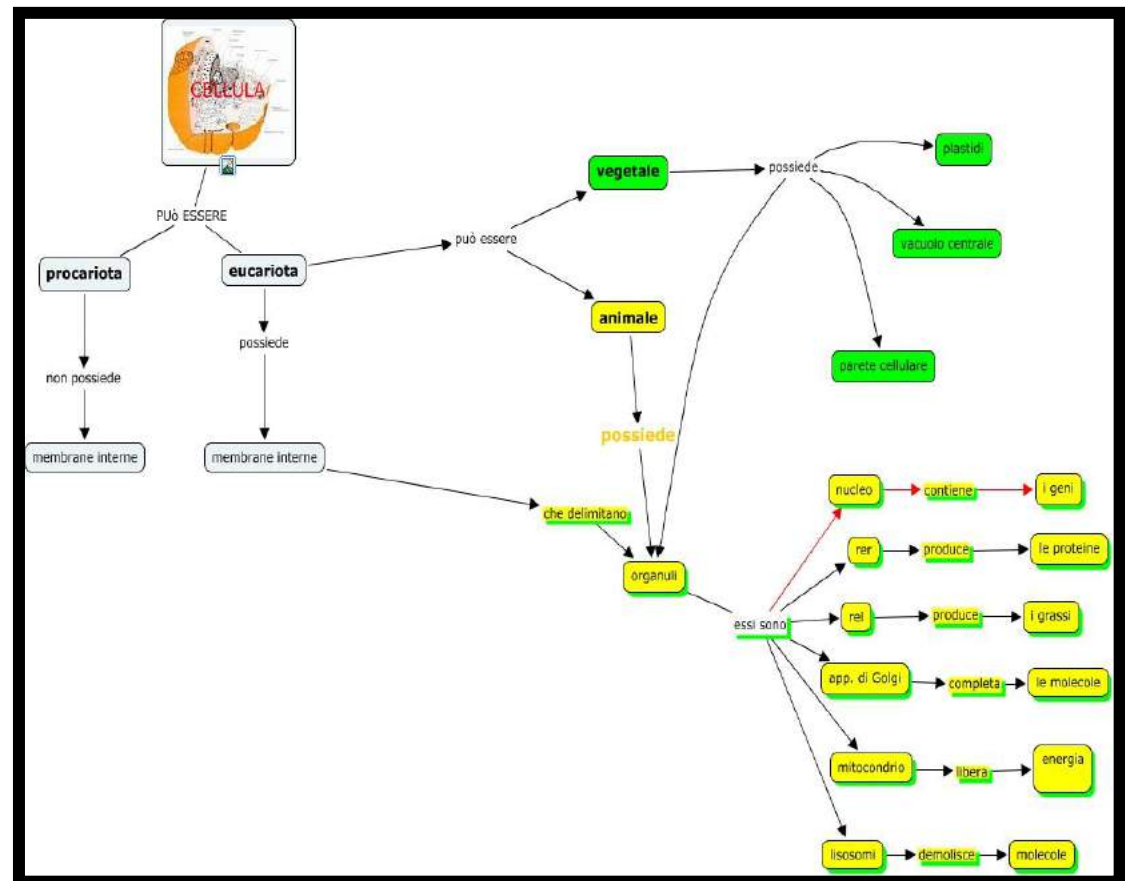 CELLULA
PUò ESSERE
procariota
eucariota
non possiede
possiede
membrane interne
membrane interne
può essere
vegetale
animale
possiede
plastidi
vacuolo centrale
parete cellulare
possiede
che delimitano
organuli
essi sono
nucleo
contiene
i geni
rer
produce
le proteine
rel
produce
i grassi
app. di Golgi
completa
le molecole
mitocondrio
libera
energia
lisosomi
demolisce
molecole